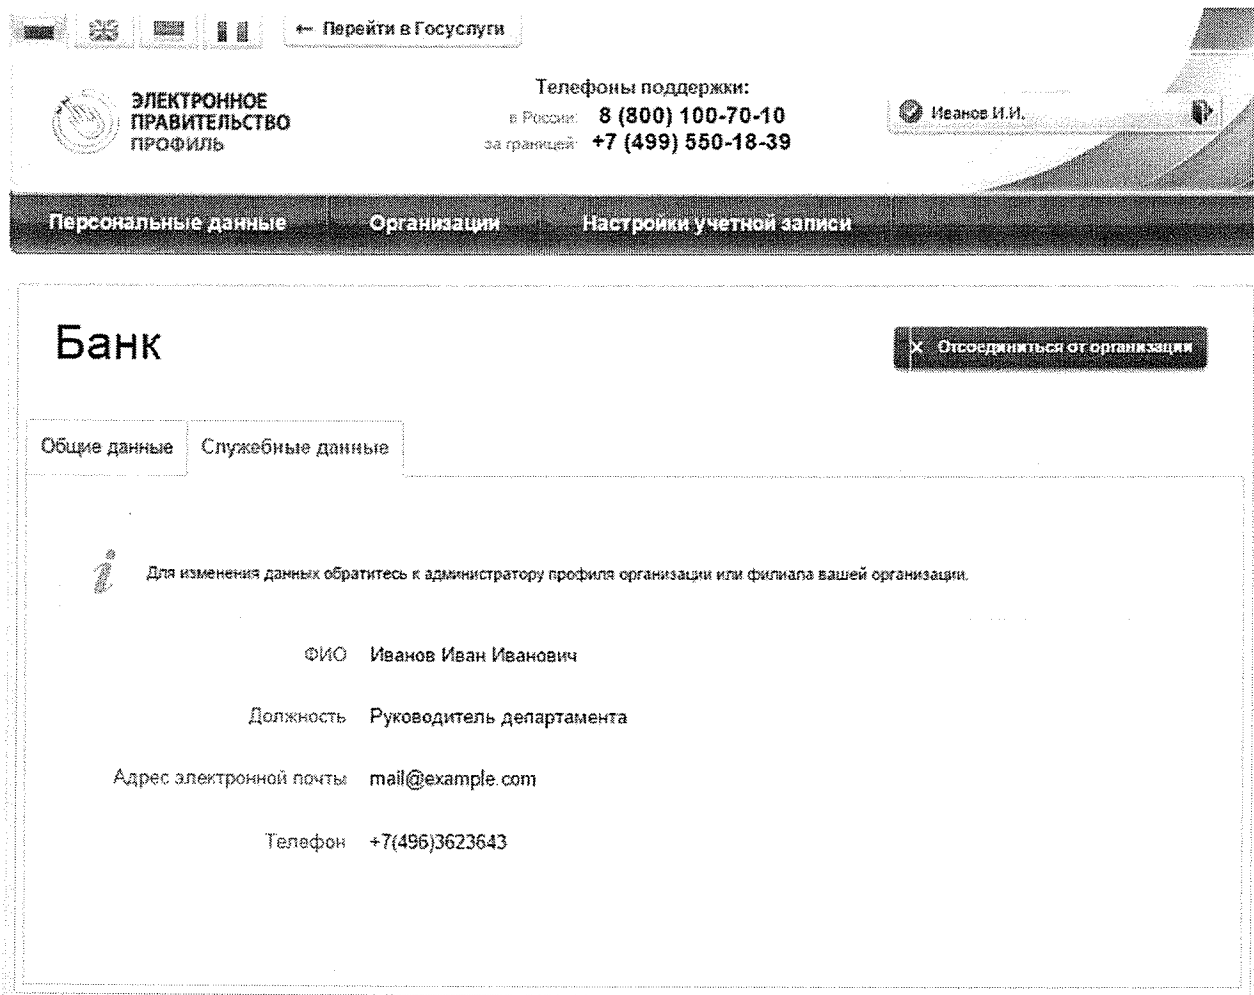 ← Перейти в Госуслуги
ЭЛЕКТРОННОЕ
ПРАВИТЕЛЬСТВО
ПРОФИЛЬ
Телефоны поддержки:
в России: 8 (800) 100-70-10
за границей: +7 (499) 550-18-39
Иванов И.И.
Персональные данные Организации Настройки учетной записи
Банк
× Отсоединиться от организации
Общие данные Служебные данные
Для изменения данных обратитесь к администратору профиля организации или филиала вашей организации.
ФИО Иванов Иван Иванович
Должность Руководитель департамента
Адрес электронной почты mail@example.com
Телефон +7(496)3623643